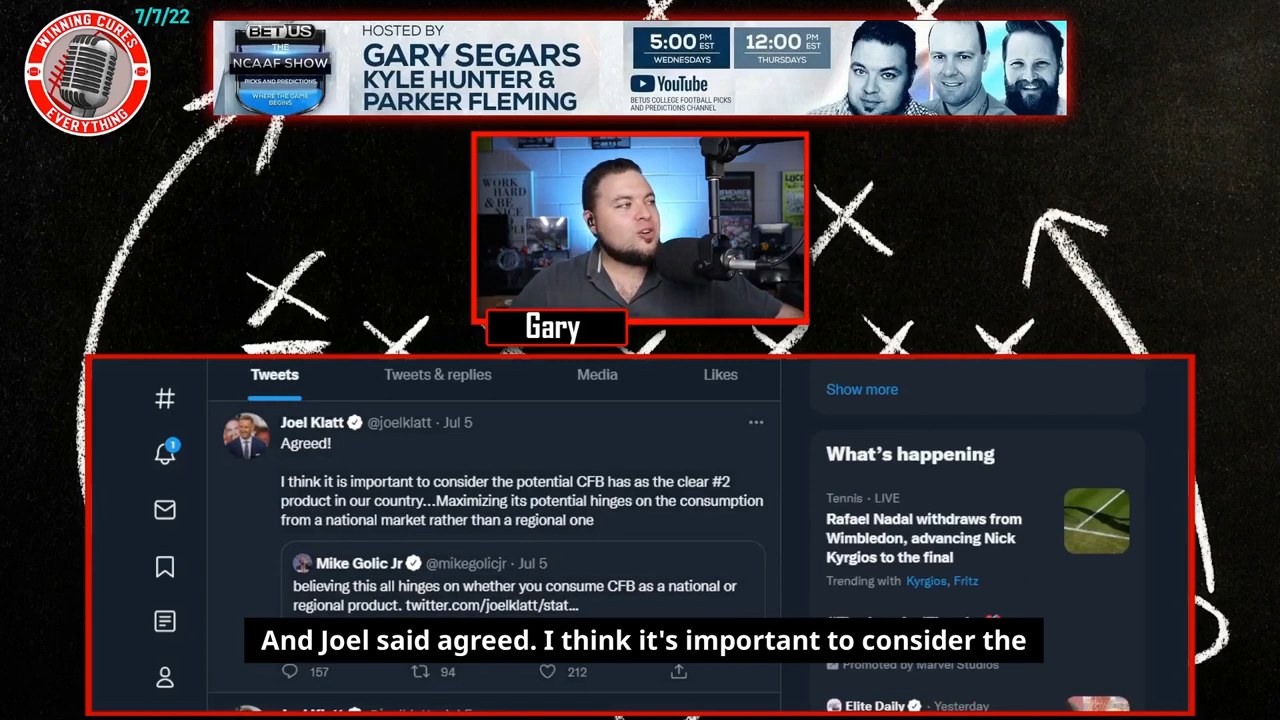 7/7/22
WINNING CURES
EVERYTHING
BETUS
THE
NCAAF SHOW
PICKS AND PREDICTIONS
WHERE THE GAME
BEGINS
HOSTED BY
GARY SEGARS
KYLE HUNTER &
PARKER FLEMING
5:00 PM EST
WEDNESDAYS
12:00 PM EST
THURSDAYS
YouTube
BETUS COLLEGE FOOTBALL PICKS
AND PREDICTIONS CHANNEL
WORK
HARD
& BE
NICE
Gary
Tweets
Tweets & replies
Media
Likes
Joel Klatt @joelklatt · Jul 5
Agreed!
I think it is important to consider the potential CFB has as the clear #2
product in our country...Maximizing its potential hinges on the consumption
from a national market rather than a regional one
Mike Golic Jr @mikegolicjr · Jul 5
believing this all hinges on whether you consume CFB as a national or
regional product. twitter.com/joelklatt/stat...
157
94
212
1
Show more
What's happening
Tennis · LIVE
Rafael Nadal withdraws from
Wimbledon, advancing Nick
Kyrgios to the final
Trending with Kyrgios, Fritz
Promoted by Marvel Studios
Elite Daily · Yesterday
And Joel said agreed. I think it's important to consider the